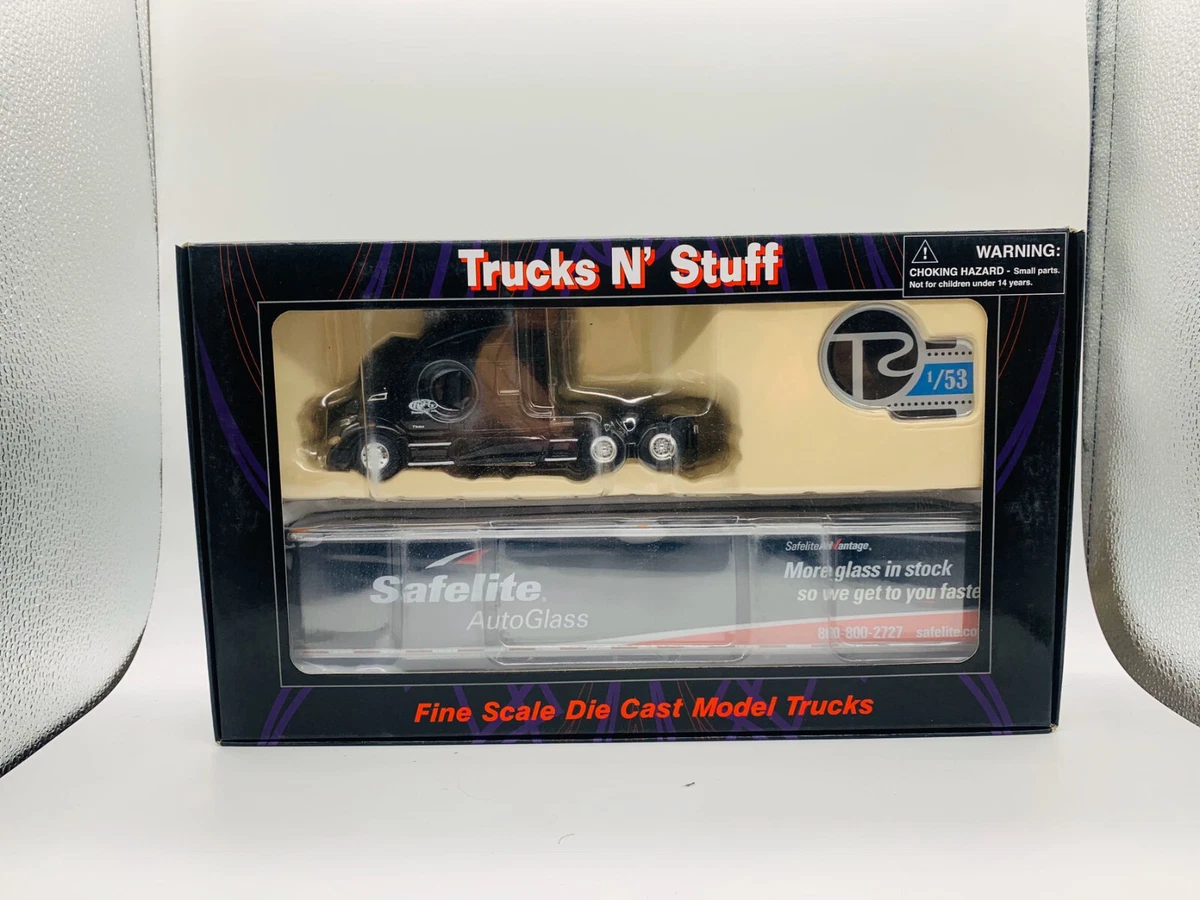 Trucks N' Stuff
WARNING:
CHOKING HAZARD - Small parts.
Not for children under 14 years.
1/53
Safelite
AutoGlass
SafeliteAdvantage
More glass in stock
so we get to you faste
800-800-2727 safelite.co
Fine Scale Die Cast Model Trucks